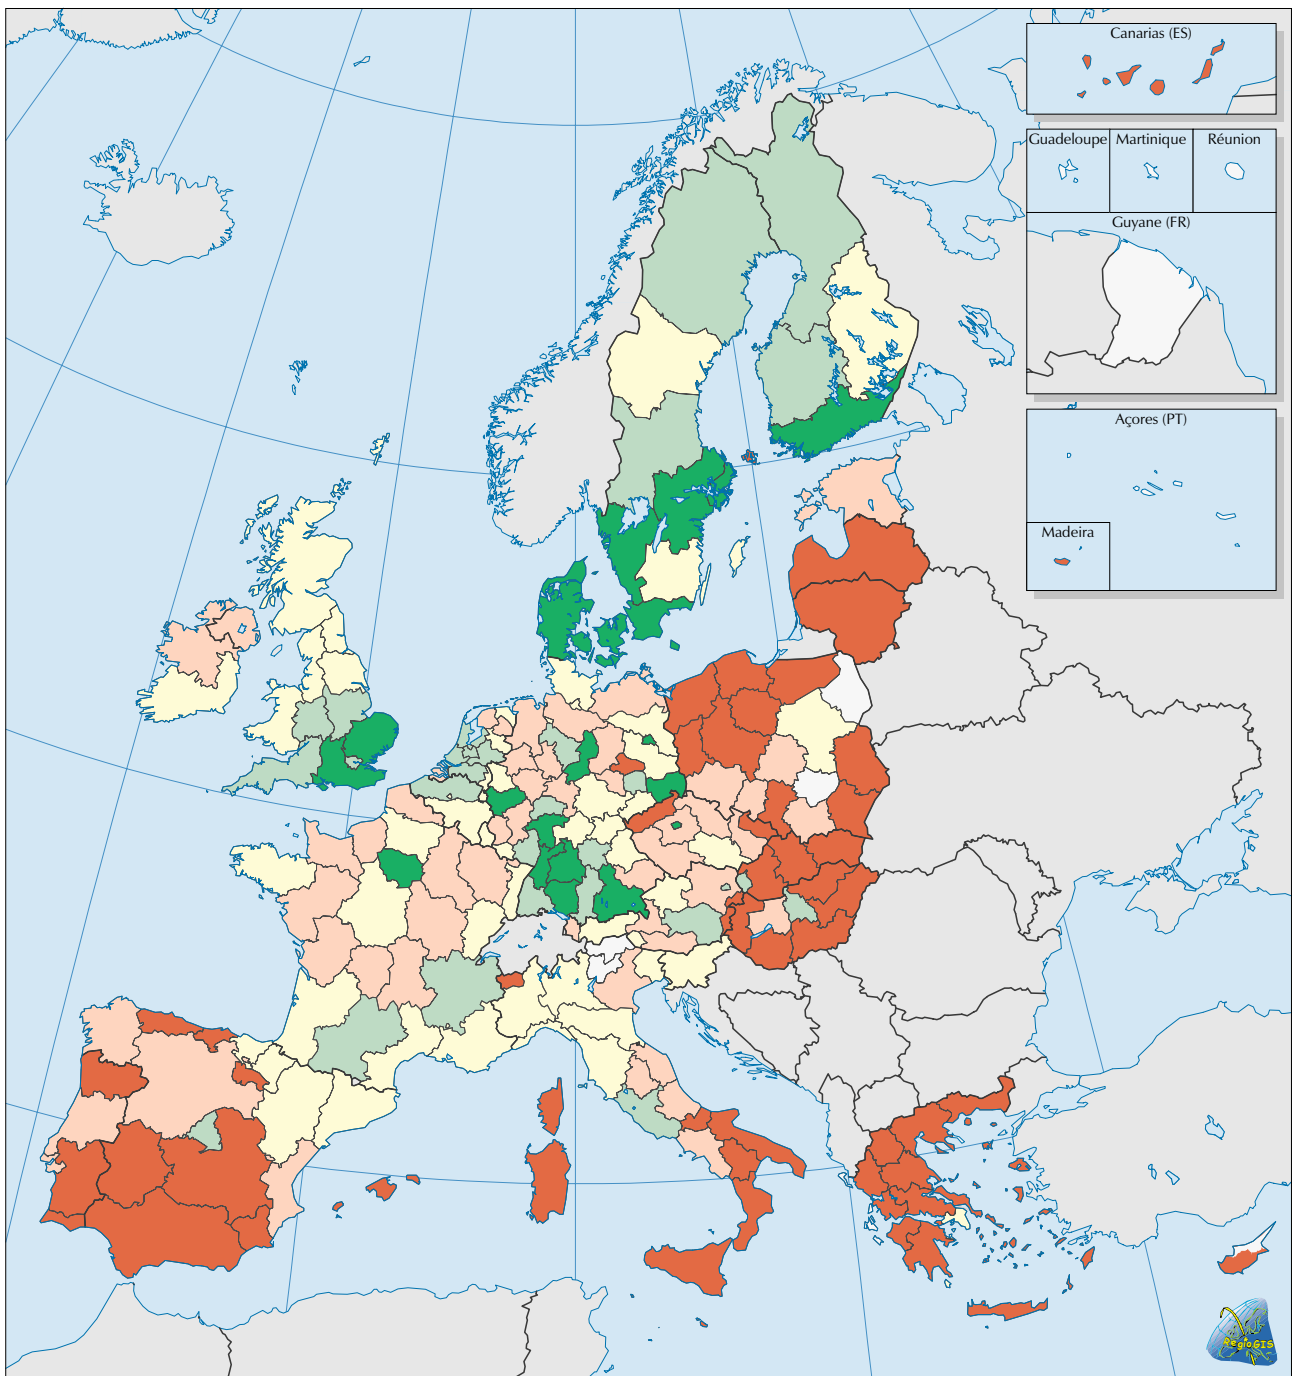 Canarias (ES)
Guadeloupe
Martinique
Réunion
Guyane (FR)
Açores (PT)
Madeira
RegioGIS